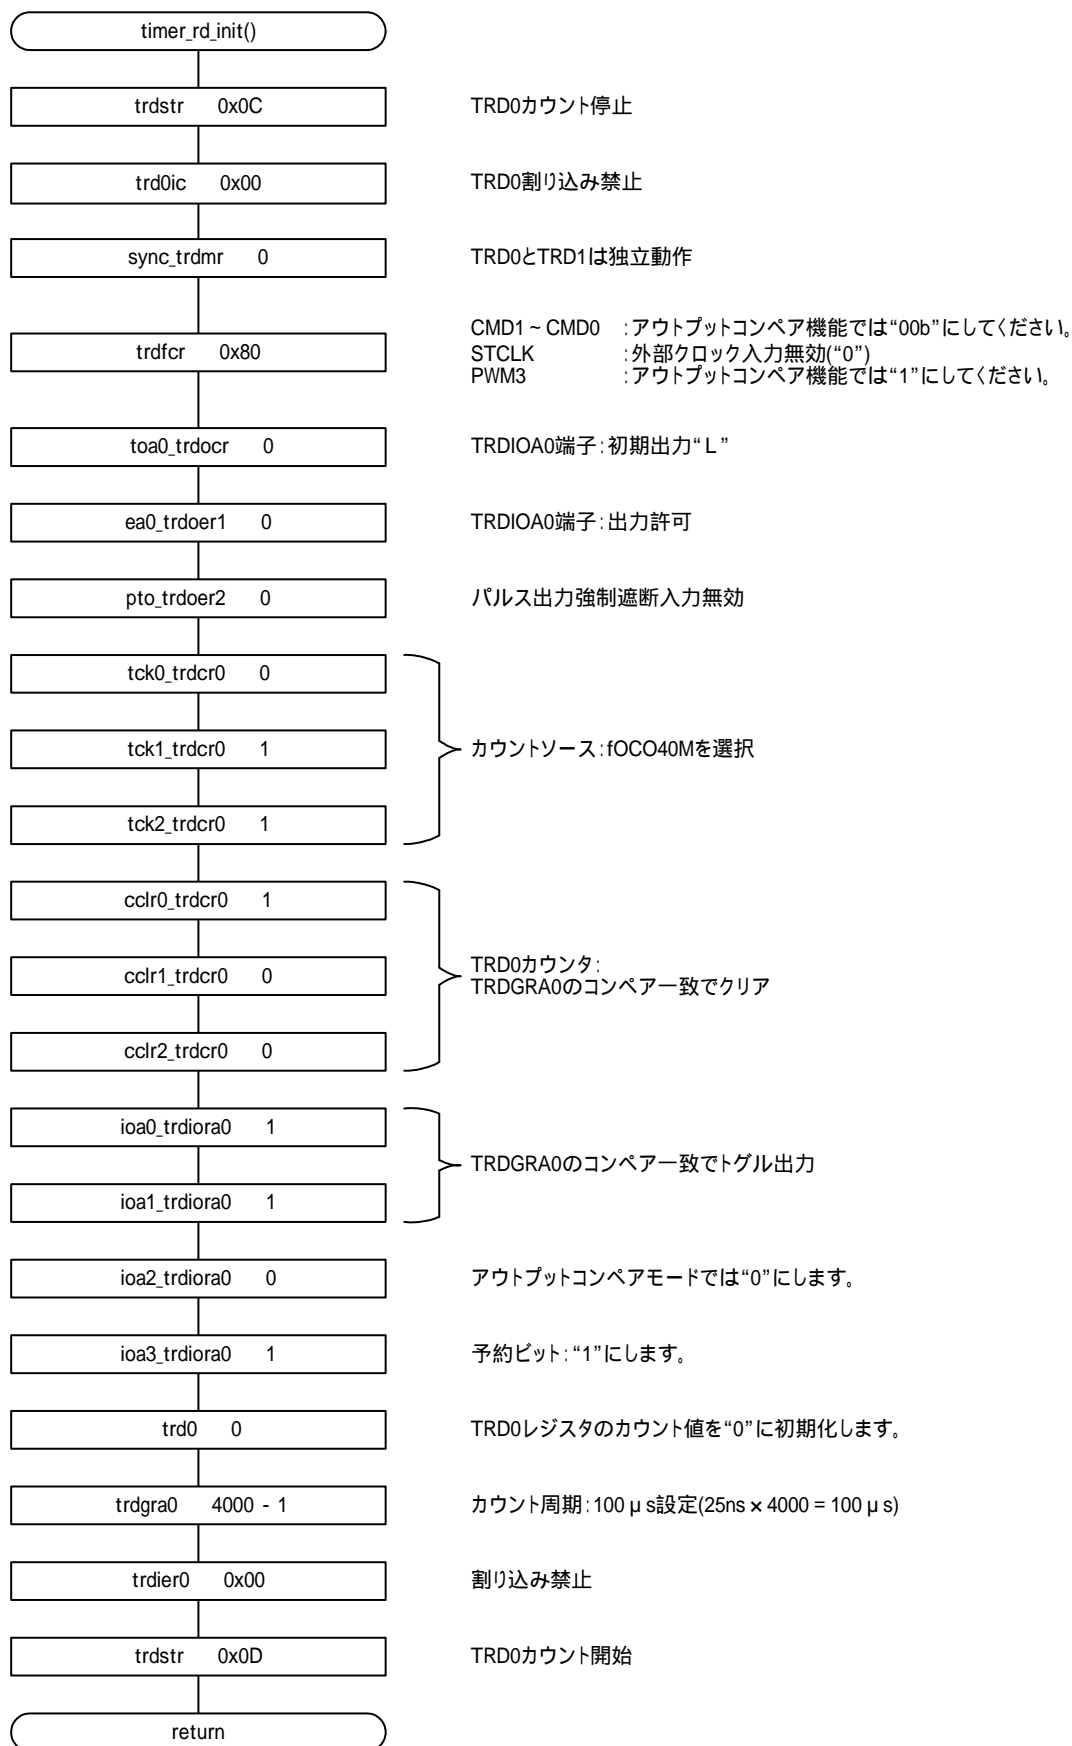 timer_rd_init()
trdstr 0x0C TRD0カウント停止
trd0ic 0x00 TRD0割り込み禁止
sync_trdmr 0 TRD0とTRD1は独立動作
CMD1 ~ CMD0 :アウトプットコンペア機能では“00b”にしてください。
trdfcr 0x80 STCLK :外部クロック入力無効(“0”)
PWM3 :アウトプットコンペア機能では“1”にしてください。
toa0_trdocr 0 TRDIOA0端子:初期出力“L”
ea0_trdoer1 0 TRDIOA0端子:出力許可
pto_trdoer2 0 パルス出力強制遮断入力無効
tck0_trdcr0 0
tck1_trdcr0 1 カウントソース:fOCO40Mを選択
tck2_trdcr0 1
cclr0_trdcr0 1
TRD0カウンタ:
cclr1_trdcr0 0 TRDGRA0のコンペア一致でクリア
cclr2_trdcr0 0
ioa0_trdiora0 1
TRDGRA0のコンペア一致でトグル出力
ioa1_trdiora0 1
ioa2_trdiora0 0 アウトプットコンペアモードでは“0”にします。
ioa3_trdiora0 1 予約ビット:“1”にします。
trd0 0 TRD0レジスタのカウント値を“0”に初期化します。
trdgra0 4000 - 1 カウント周期:100 μ s設定(25ns × 4000 = 100 μ s)
trdier0 0x00 割り込み禁止
trdstr 0x0D TRD0カウント開始
return